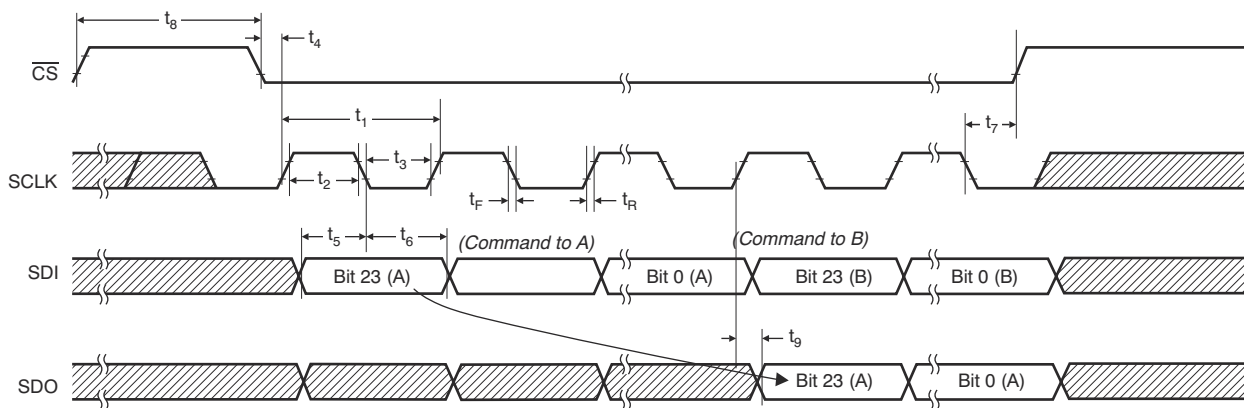 t8
t4
CS
t1
t7
t3
SCLK
t2
tF
tR
t5
t6
(Command to A)
(Command to B)
SDI
Bit 23 (A)
Bit 0 (A)
Bit 23 (B)
Bit 0 (B)
t9
SDO
Bit 23 (A)
Bit 0 (A)